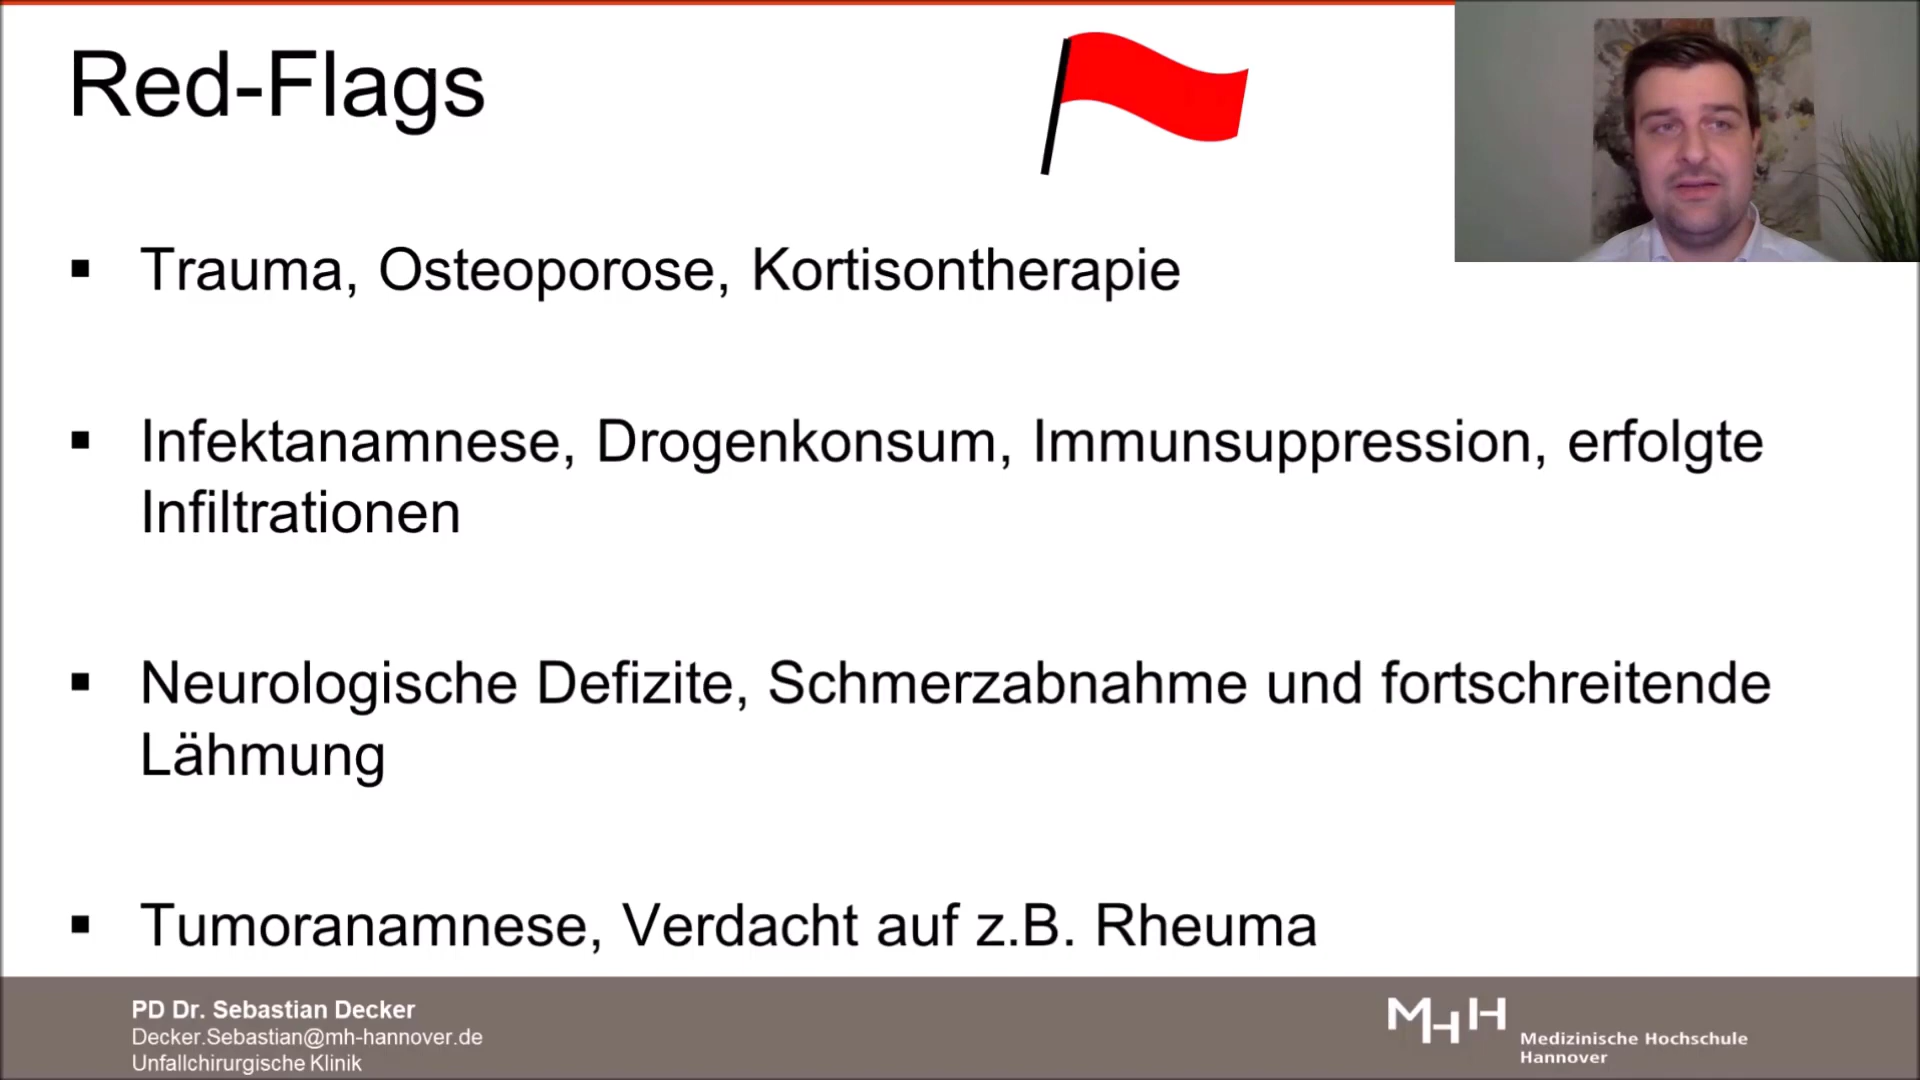 Red-Flags
Trauma, Osteoporose, Kortisontherapie
Infektanamnese, Drogenkonsum, Immunsuppression, erfolgte
Infiltrationen
Neurologische Defizite, Schmerzabnahme und fortschreitende
Lähmung
Tumoranamnese, Verdacht auf z.B. Rheuma
PD Dr. Sebastian Decker
Decker.Sebastian@mh-hannover.de
Unfallchirurgische Klinik
MHH
Medizinische Hochschule
Hannover